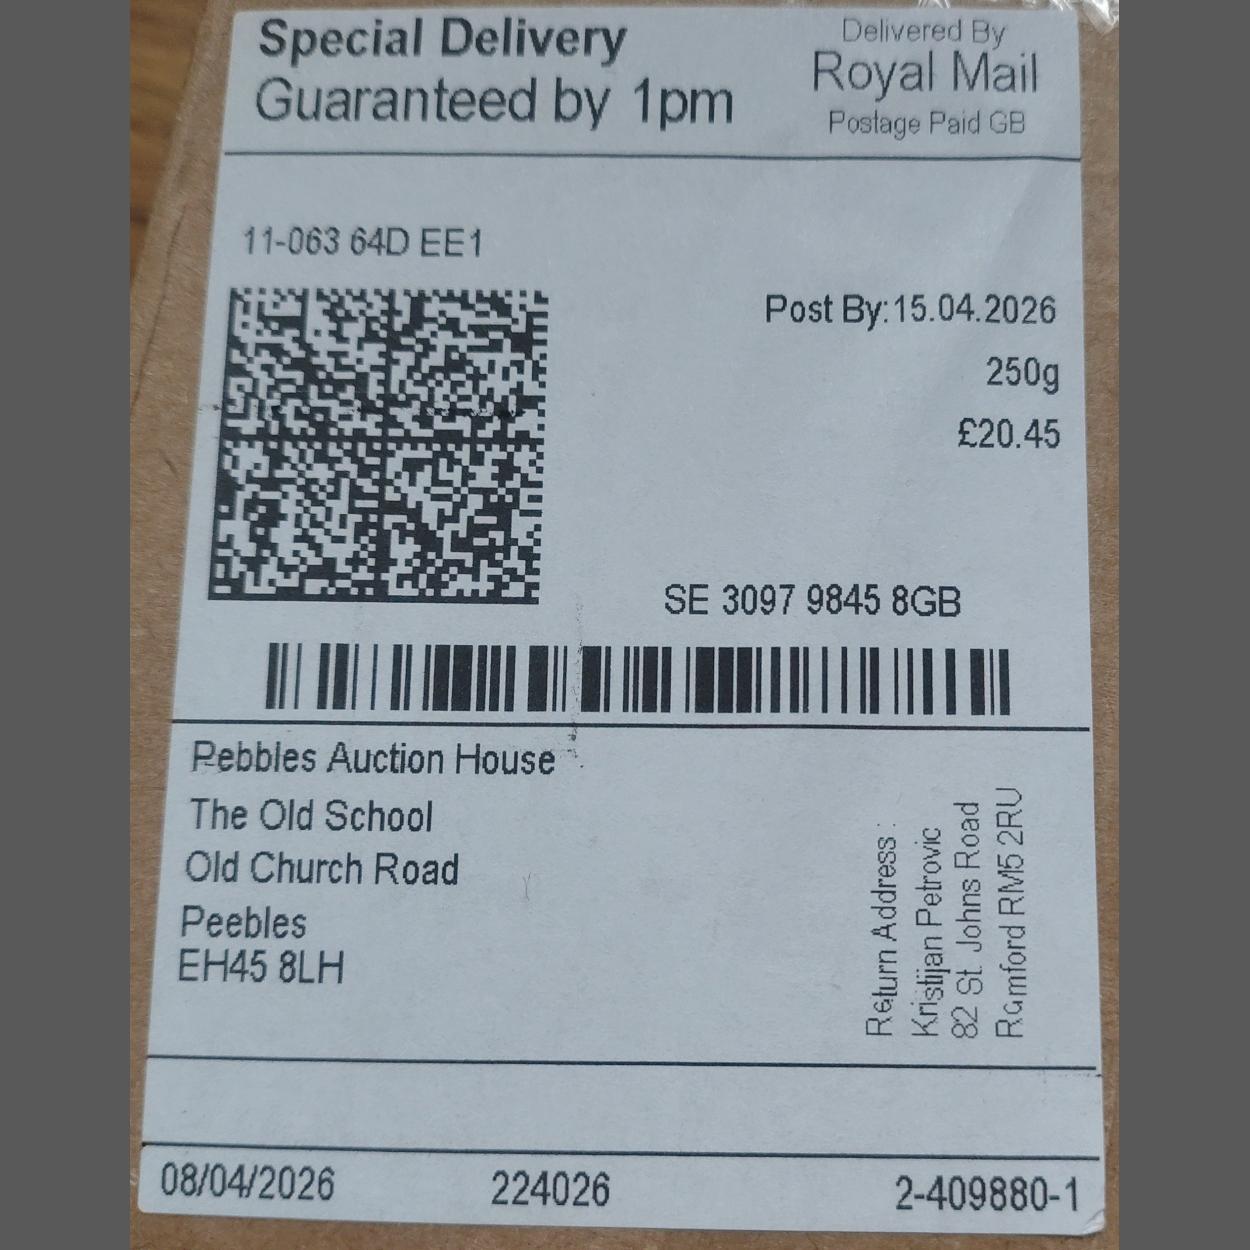 Special Delivery
Guaranteed by 1pm
Delivered By
Royal Mail
Postage Paid GB
11-063 64D EE1
Post By:15.04.2026
250g
£20.45
SE 3097 9845 8GB
Pebbles Auction House
The Old School
Old Church Road
Peebles
EH45 8LH
Return Address :
Kristijan Petrovic
82 St. Johns Road
Romford RM5 2RU
08/04/2026
224026
2-409880-1